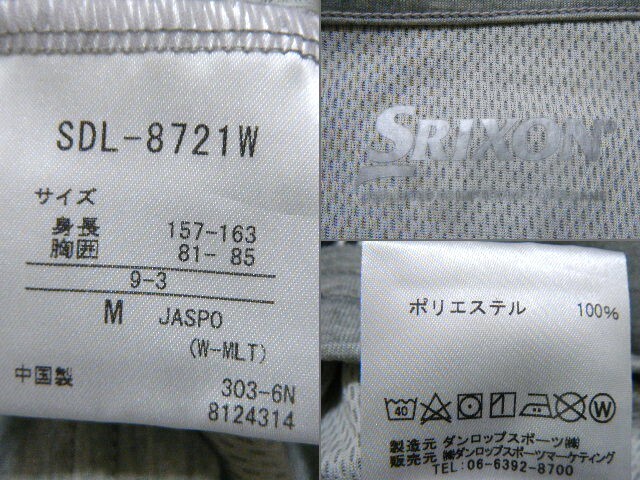 SDL-8721W
サイズ
身長 157-163
胸囲 81-85
9-3
M JASPO
(W-MLT)
中国製 303-6N
8124314
SRIXON
ポリエステル 100%
40 W
製造元 ダンロップスポーツ㈱
販売元 ㈱ダンロップスポーツマーケティング
TEL:06-6392-8700